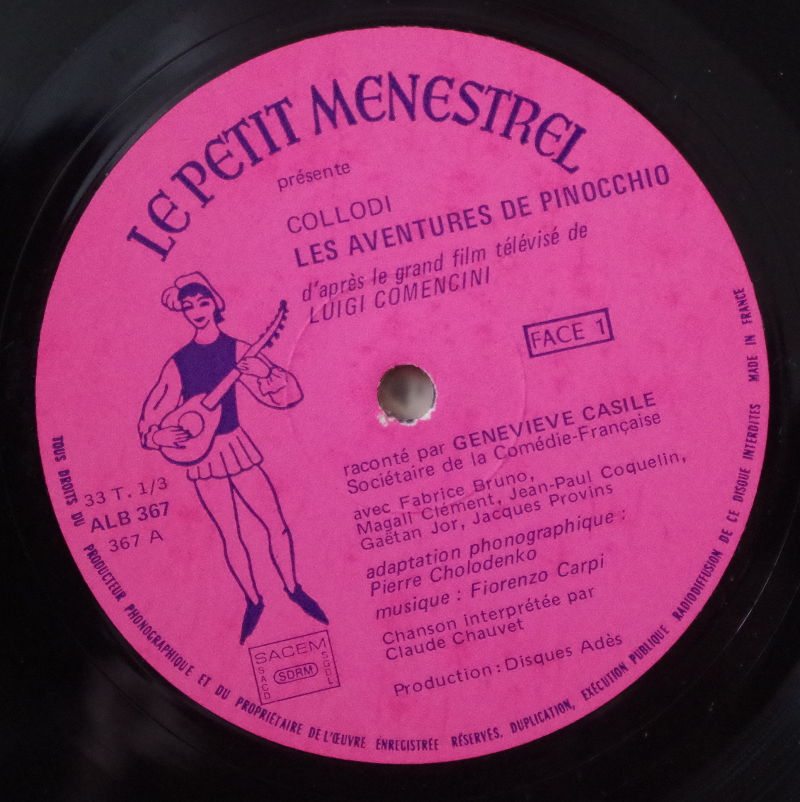 LE PETIT MENESTREL
présente
COLLODI
LES AVENTURES DE PINOCCHIO
d'après le grand film télévisé de
LUIGI COMENCINI
FACE 1
raconté par GENEVIEVE CASILE
Sociétaire de la Comédie-Française
avec Fabrice Bruno,
Magali Clément, Jean-Paul Coquelin,
Gaëtan Jor, Jacques Provins
adaptation phonographique :
Pierre Cholodenko
musique : Fiorenzo Carpi
Chanson interprétée par
Claude Chauvet
Production : Disques Adès
33 T. 1/3
ALB 367
367 A
SACEM
SACD
SDRM
SGDL
TOUS DROITS DU PRODUCTEUR PHONOGRAPHIQUE ET DU PROPRIÉTAIRE DE L'ŒUVRE ENREGISTRÉE RÉSERVÉS. DUPLICATION, EXÉCUTION PUBLIQUE RADIODIFFUSION DE CE DISQUE INTERDITES MADE IN FRANCE